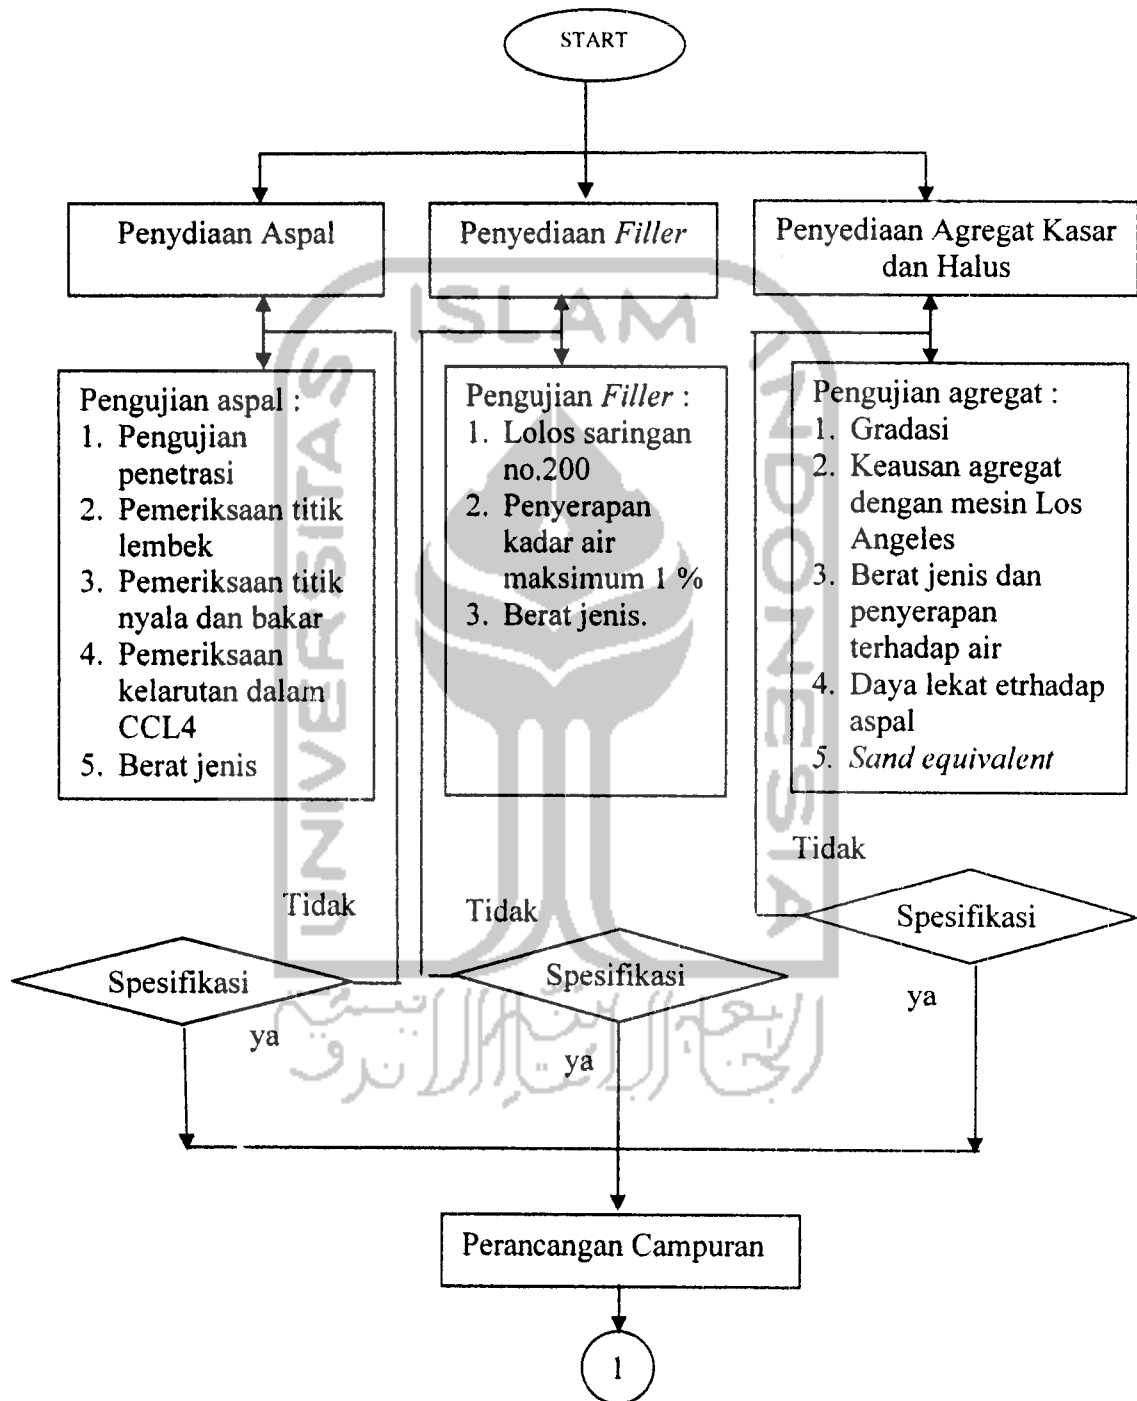 START
Penydiaan Aspal
Penyediaan Filler
Penyediaan Agregat Kasar
dan Halus
Pengujian aspal :
1. Pengujian
penetrasi
2. Pemeriksaan titik
lembek
3. Pemeriksaan titik
nyala dan bakar
4. Pemeriksaan
kelarutan dalam
CCL4
5. Berat jenis
Pengujian Filler :
1. Lolos saringan
no.200
2. Penyerapan
kadar air
maksimum 1 %
3. Berat jenis.
Pengujian agregat :
1. Gradasi
2. Keausan agregat
dengan mesin Los
Angeles
3. Berat jenis dan
penyerapan
terhadap air
4. Daya lekat etrhadap
aspal
5. Sand equivalent
Tidak
Tidak
Tidak
Spesifikasi
Spesifikasi
Spesifikasi
ya
ya
ya
Perancangan Campuran
1
UNIVERSITAS
ISLAM
INDONESIA